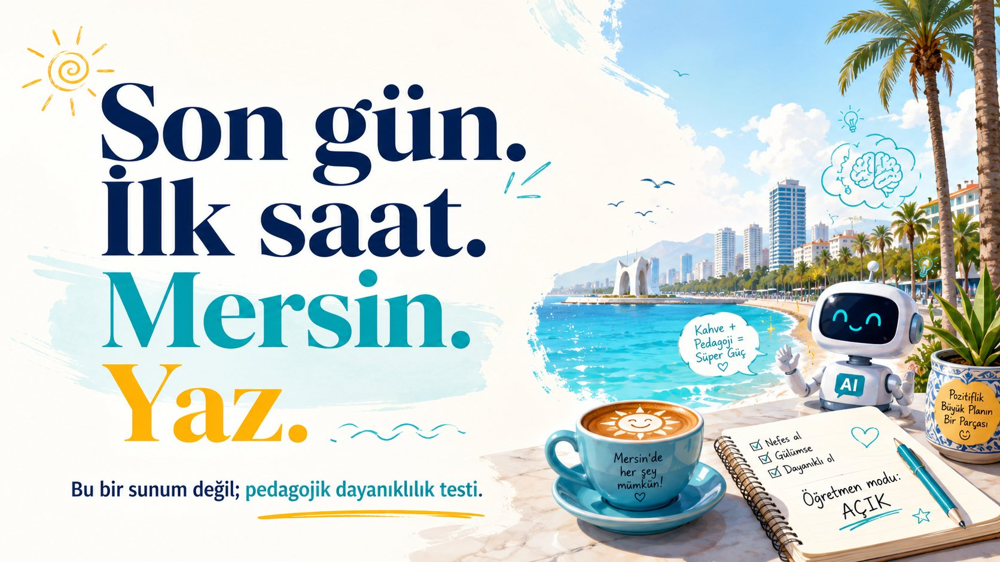 Son gün.
İlk saat.
Mersin.
Yaz.
Bu bir sunum değil; pedagojik dayanıklılık testi.
Kahve +
Pedagoji =
Süper Güç
AI
Pozitiflik
Büyük Planın
Bir Parçası
Mersin'de
her şey
mümkün!
Nefes al
Gülümse
Dayanıklı ol
Öğretmen modu:
AÇIK